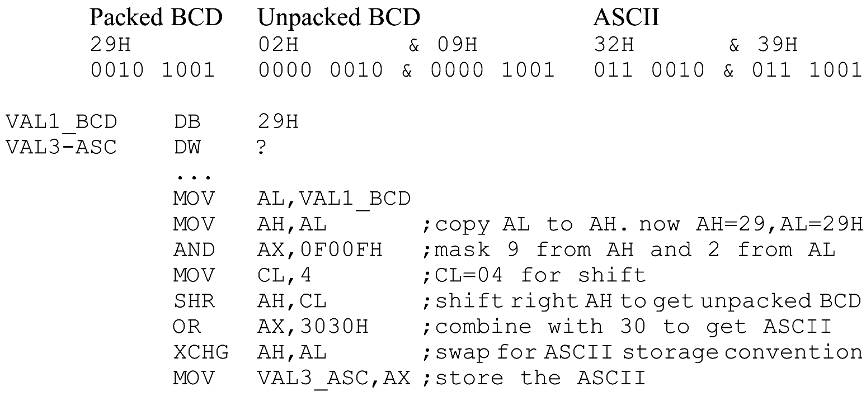 Packed BCD Unpacked BCD ASCII
29H 02H & 09H 32H & 39H
0010 1001 0000 0010 & 0000 1001 011 0010 & 011 1001
VAL1_BCD DB 29H
VAL3-ASC DW ?
...
MOV AL,VAL1_BCD
MOV AH,AL ;copy AL to AH. now AH=29,AL=29H
AND AX,0F00FH ;mask 9 from AH and 2 from AL
MOV CL,4 ;CL=04 for shift
SHR AH,CL ;shift right AH to get unpacked BCD
OR AX,3030H ;combine with 30 to get ASCII
XCHG AH,AL ;swap for ASCII storage convention
MOV VAL3_ASC,AX ;store the ASCII